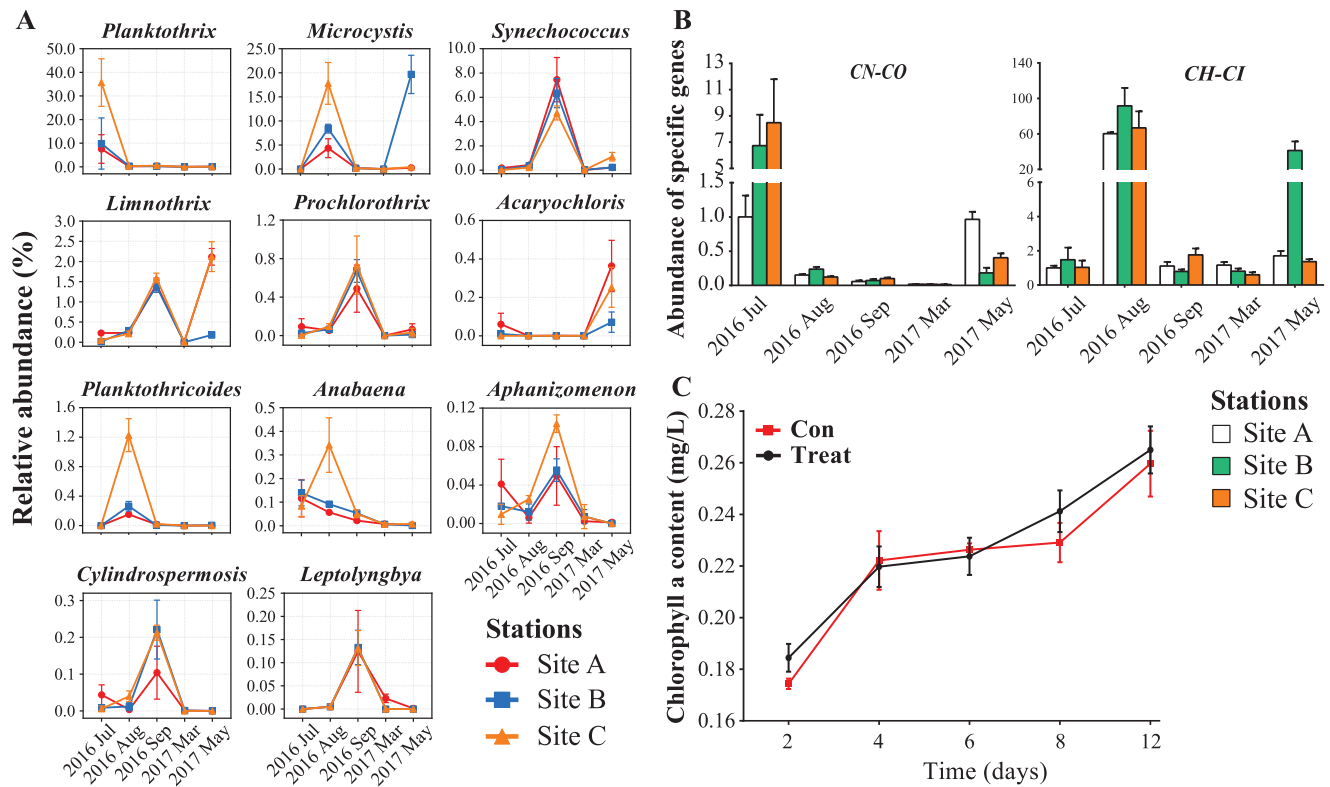 A
Relative abundance (%)
Planktothrix
50.0
40.0
30.0
20.0
10.0
0.0
Microcystis
25.0
20.0
15.0
10.0
5.0
0.0
Synechococcus
10.0
8.0
6.0
4.0
2.0
0.0
Limnothrix
3.0
2.5
2.0
1.5
1.0
0.5
0.0
Prochlorothrix
1.2
0.8
0.4
0.0
Acaryochloris
0.6
0.4
0.2
0.0
Planktothricoides
1.6
1.2
0.8
0.4
0.0
Anabaena
0.5
0.4
0.3
0.2
0.1
0.0
Aphanizomenon
0.12
0.08
0.04
0.00
2016 Jul
2016 Aug
2016 Sep
2017 Mar
2017 May
Cylindrospermosis
0.3
0.2
0.1
0.0
2016 Jul
2016 Aug
2016 Sep
2017 Mar
2017 May
Leptolyngbya
0.25
0.20
0.15
0.10
0.05
0.00
2016 Jul
2016 Aug
2016 Sep
2017 Mar
2017 May
Stations
Site A
Site B
Site C
B
Abundance of specific genes
CN-CO
13
11
9
7
5
1.5
1.0
0.5
0.0
2016 Jul
2016 Aug
2016 Sep
2017 Mar
2017 May
CH-CI
140
100
60
20
6
4
2
0
2016 Jul
2016 Aug
2016 Sep
2017 Mar
2017 May
C
Chlorophyll a content (mg/L)
0.28
0.26
0.24
0.22
0.20
0.18
0.16
Con
Treat
2
4
6
8
12
Time (days)
Stations
Site A
Site B
Site C